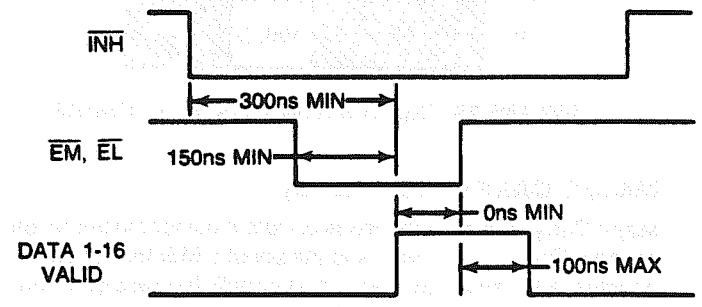 INH
300ns MIN
EM, EL
150ns MIN
0ns MIN
DATA 1-16
VALID
100ns MAX